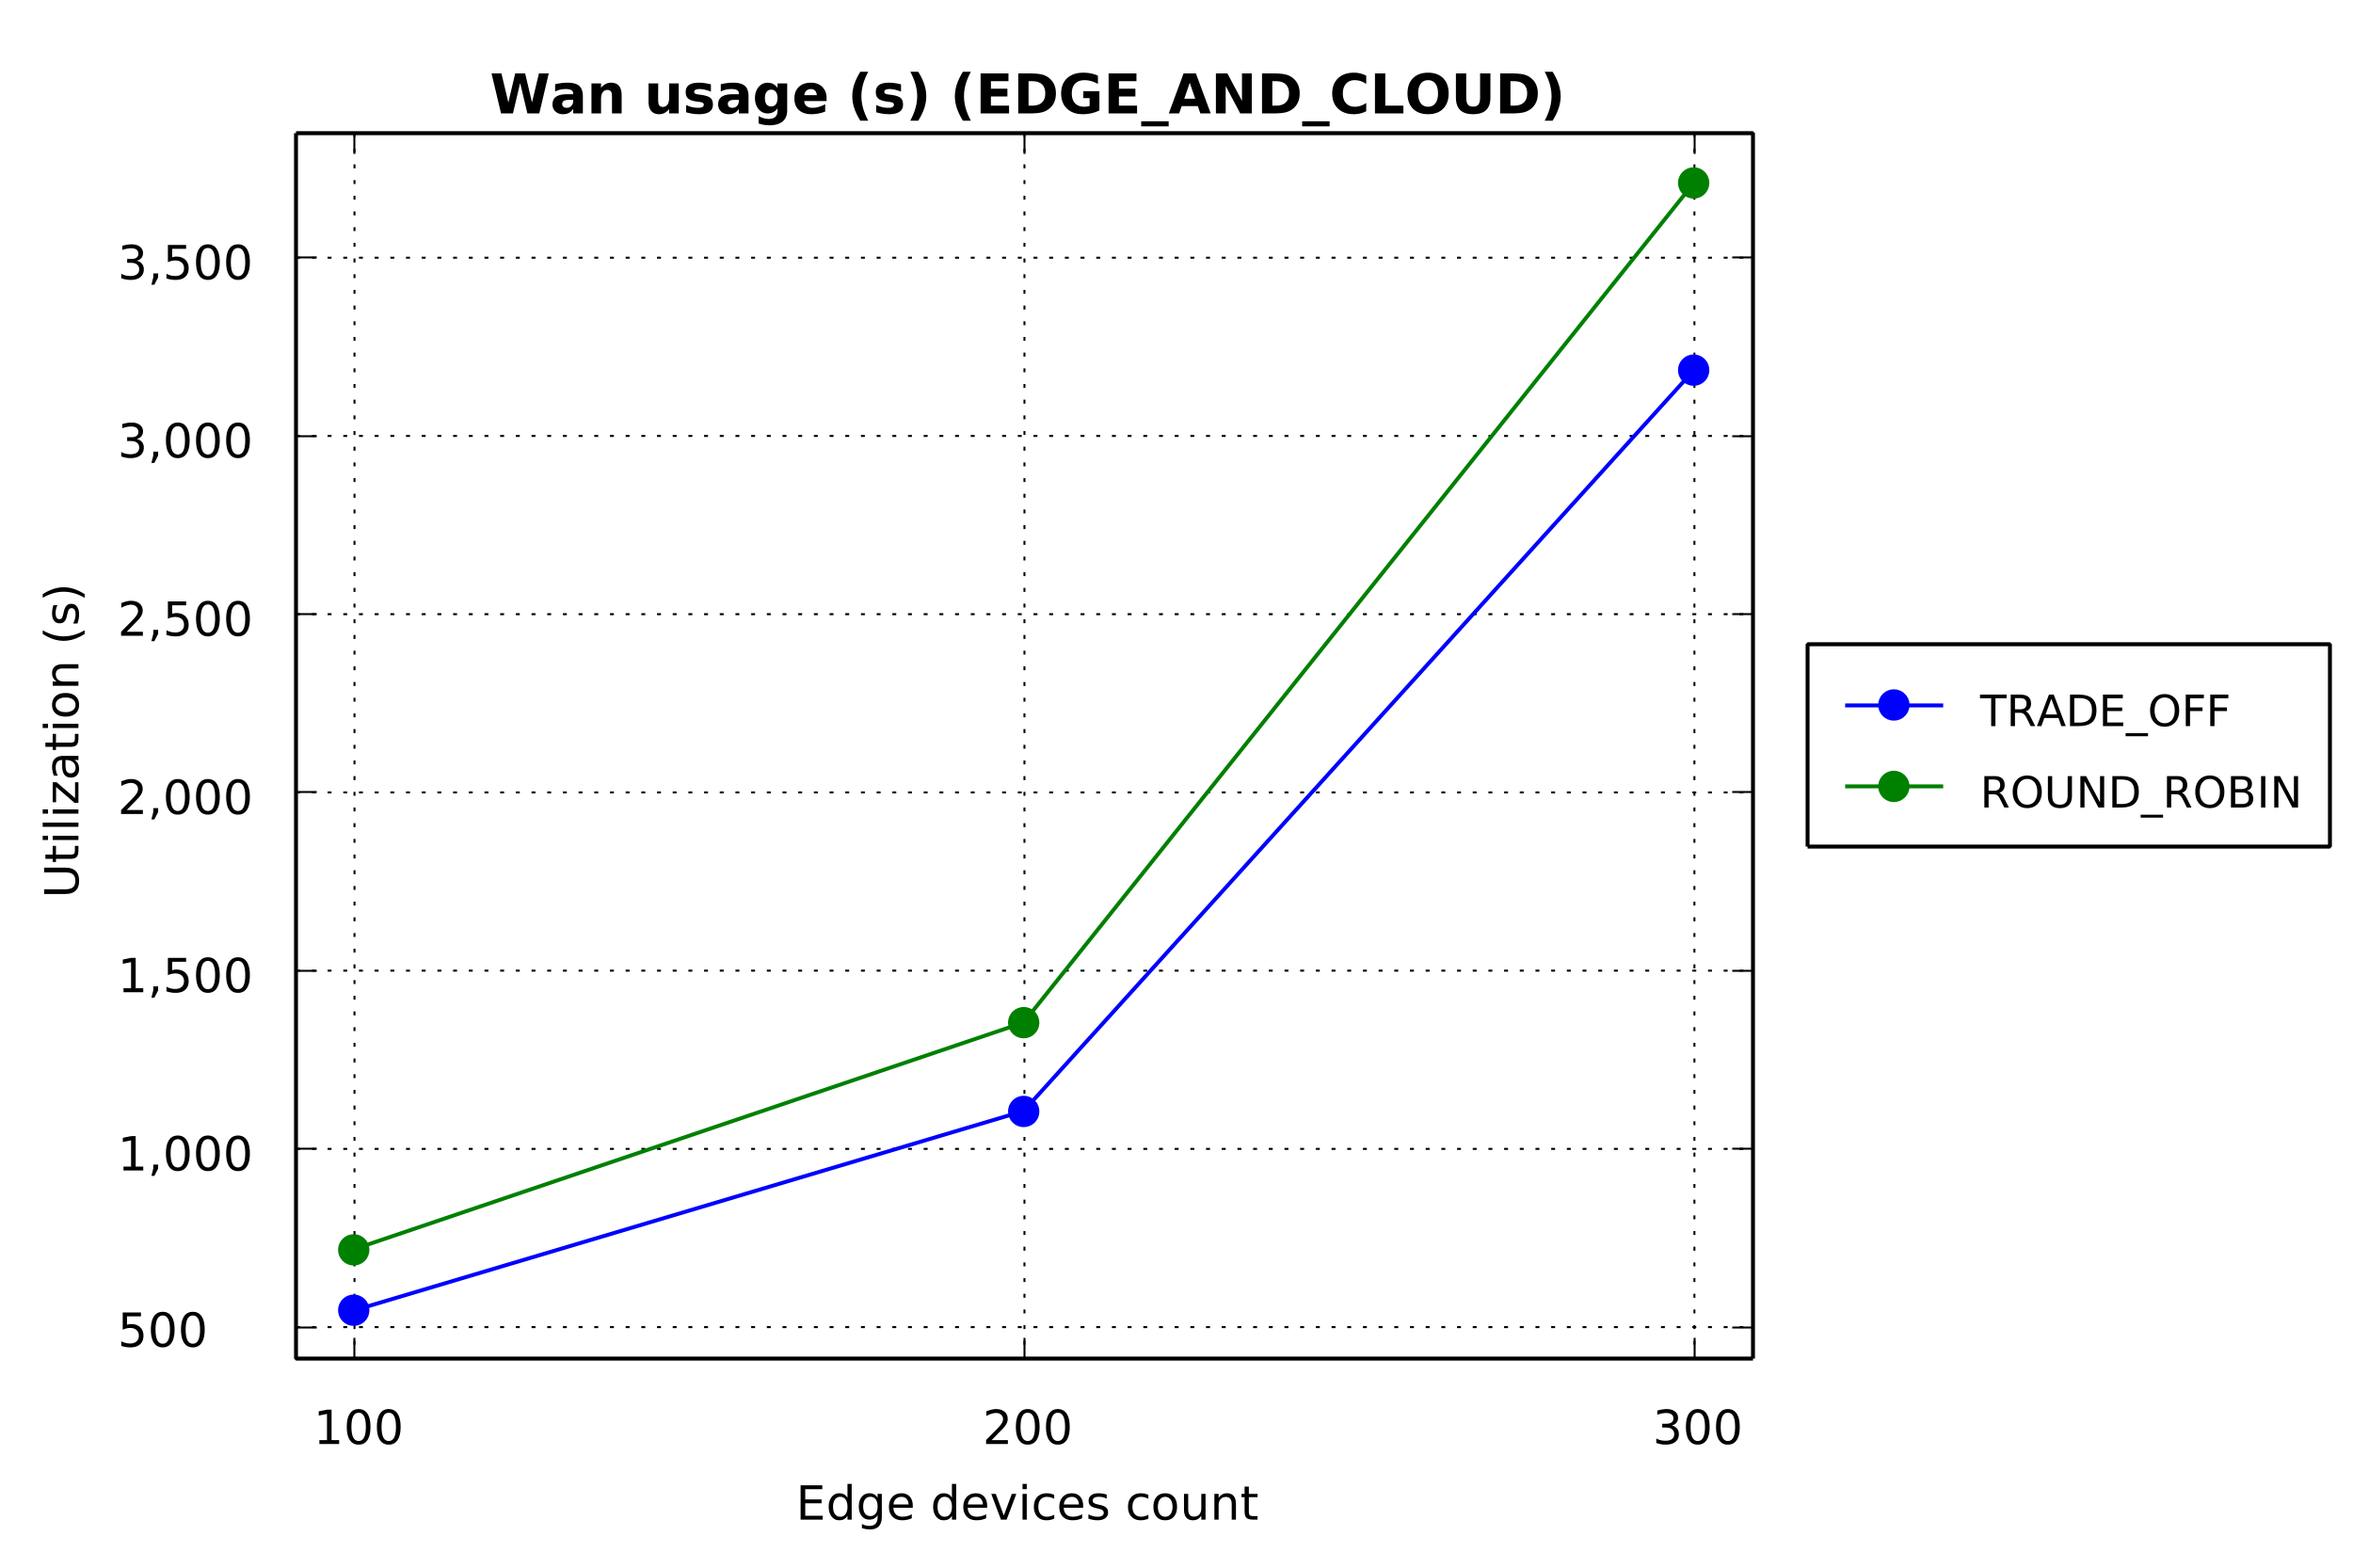 Wan usage (s) (EDGE_AND_CLOUD)
3,500
3,000
2,500
2,000
1,500
1,000
500
Utilization (s)
100
200
300
Edge devices count
TRADE_OFF
ROUND_ROBIN